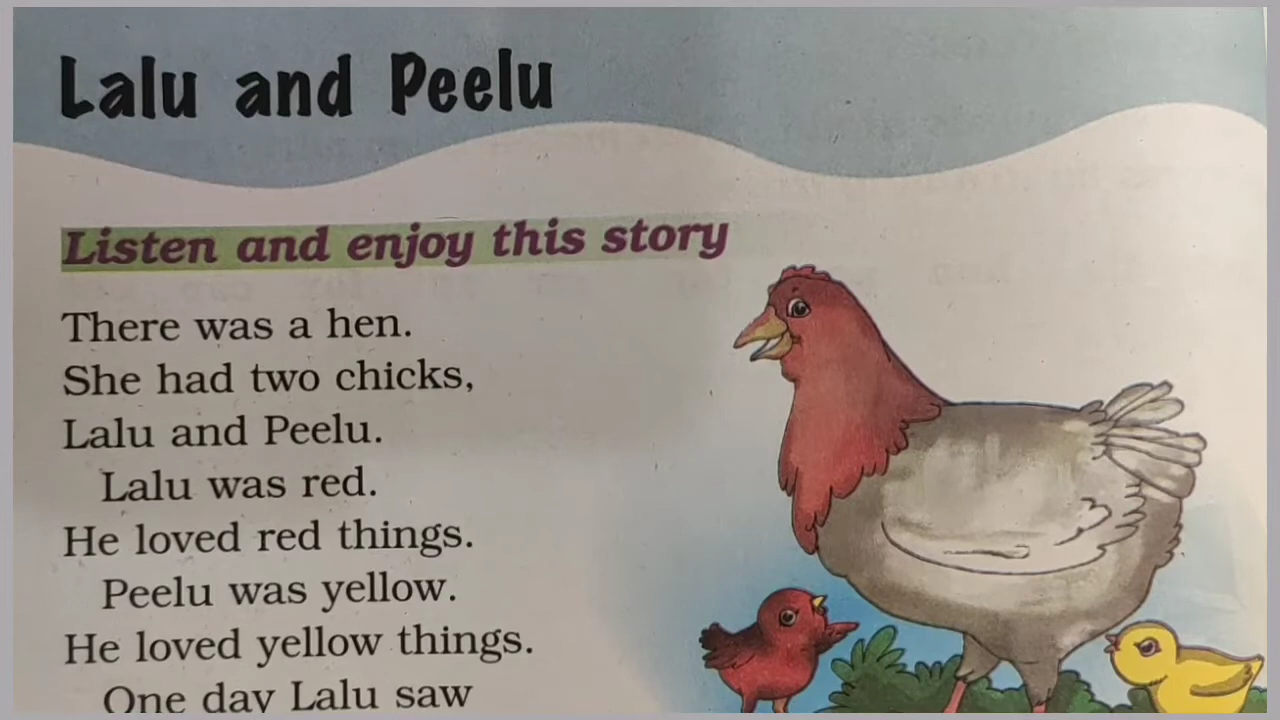 Lalu and Peelu
Listen and enjoy this story
There was a hen.
She had two chicks,
Lalu and Peelu.
Lalu was red.
He loved red things.
Peelu was yellow.
He loved yellow things.
One day Lalu saw